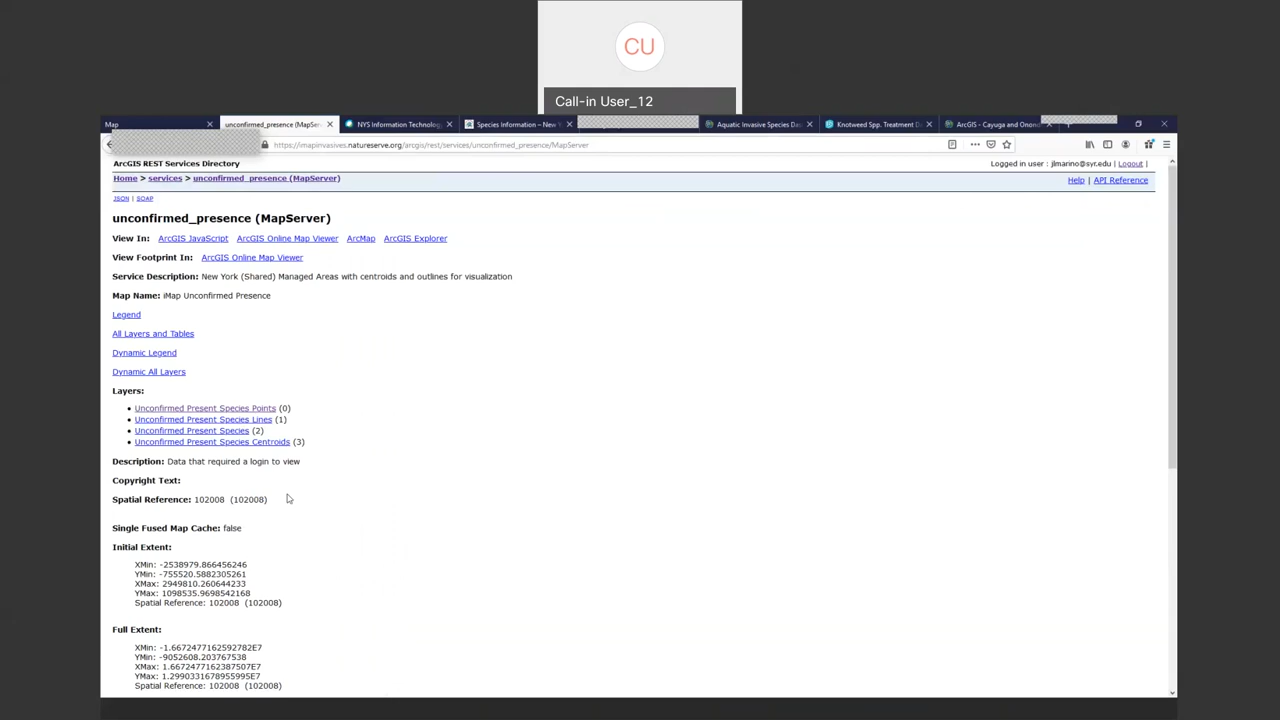 CU
Call-in User_12
Map
unconfirmed_presence (MapServ
NYS Information Technolog
Species Information – New
Aquatic Invasive Species Da
Knotweed Spp. Treatment D
ArcGIS - Cayuga and Onond
https://imapinvasives.natureserve.org/arcgis/rest/services/unconfirmed_presence/MapServer
ArcGIS REST Services Directory
Logged in user : jlmarino@syr.edu | Logout |
Home > services > unconfirmed_presence (MapServer)
Help | API Reference
JSON | SOAP
unconfirmed_presence (MapServer)
View In: ArcGIS JavaScript ArcGIS Online Map Viewer ArcMap ArcGIS Explorer
View Footprint In: ArcGIS Online Map Viewer
Service Description: New York (Shared) Managed Areas with centroids and outlines for visualization
Map Name: iMap Unconfirmed Presence
Legend
All Layers and Tables
Dynamic Legend
Dynamic All Layers
Layers:
• Unconfirmed Present Species Points (0)
• Unconfirmed Present Species Lines (1)
• Unconfirmed Present Species (2)
• Unconfirmed Present Species Centroids (3)
Description: Data that required a login to view
Copyright Text:
Spatial Reference: 102008 (102008)
Single Fused Map Cache: false
Initial Extent:
XMin: -2538979.866456246
YMin: -755520.5882305261
XMax: 2949810.260644233
YMax: 1098535.9698542168
Spatial Reference: 102008 (102008)
Full Extent:
XMin: -1.6672477162592782E7
YMin: -9052608.203767538
XMax: 1.6672477162387507E7
YMax: 1.2990331678955995E7
Spatial Reference: 102008 (102008)